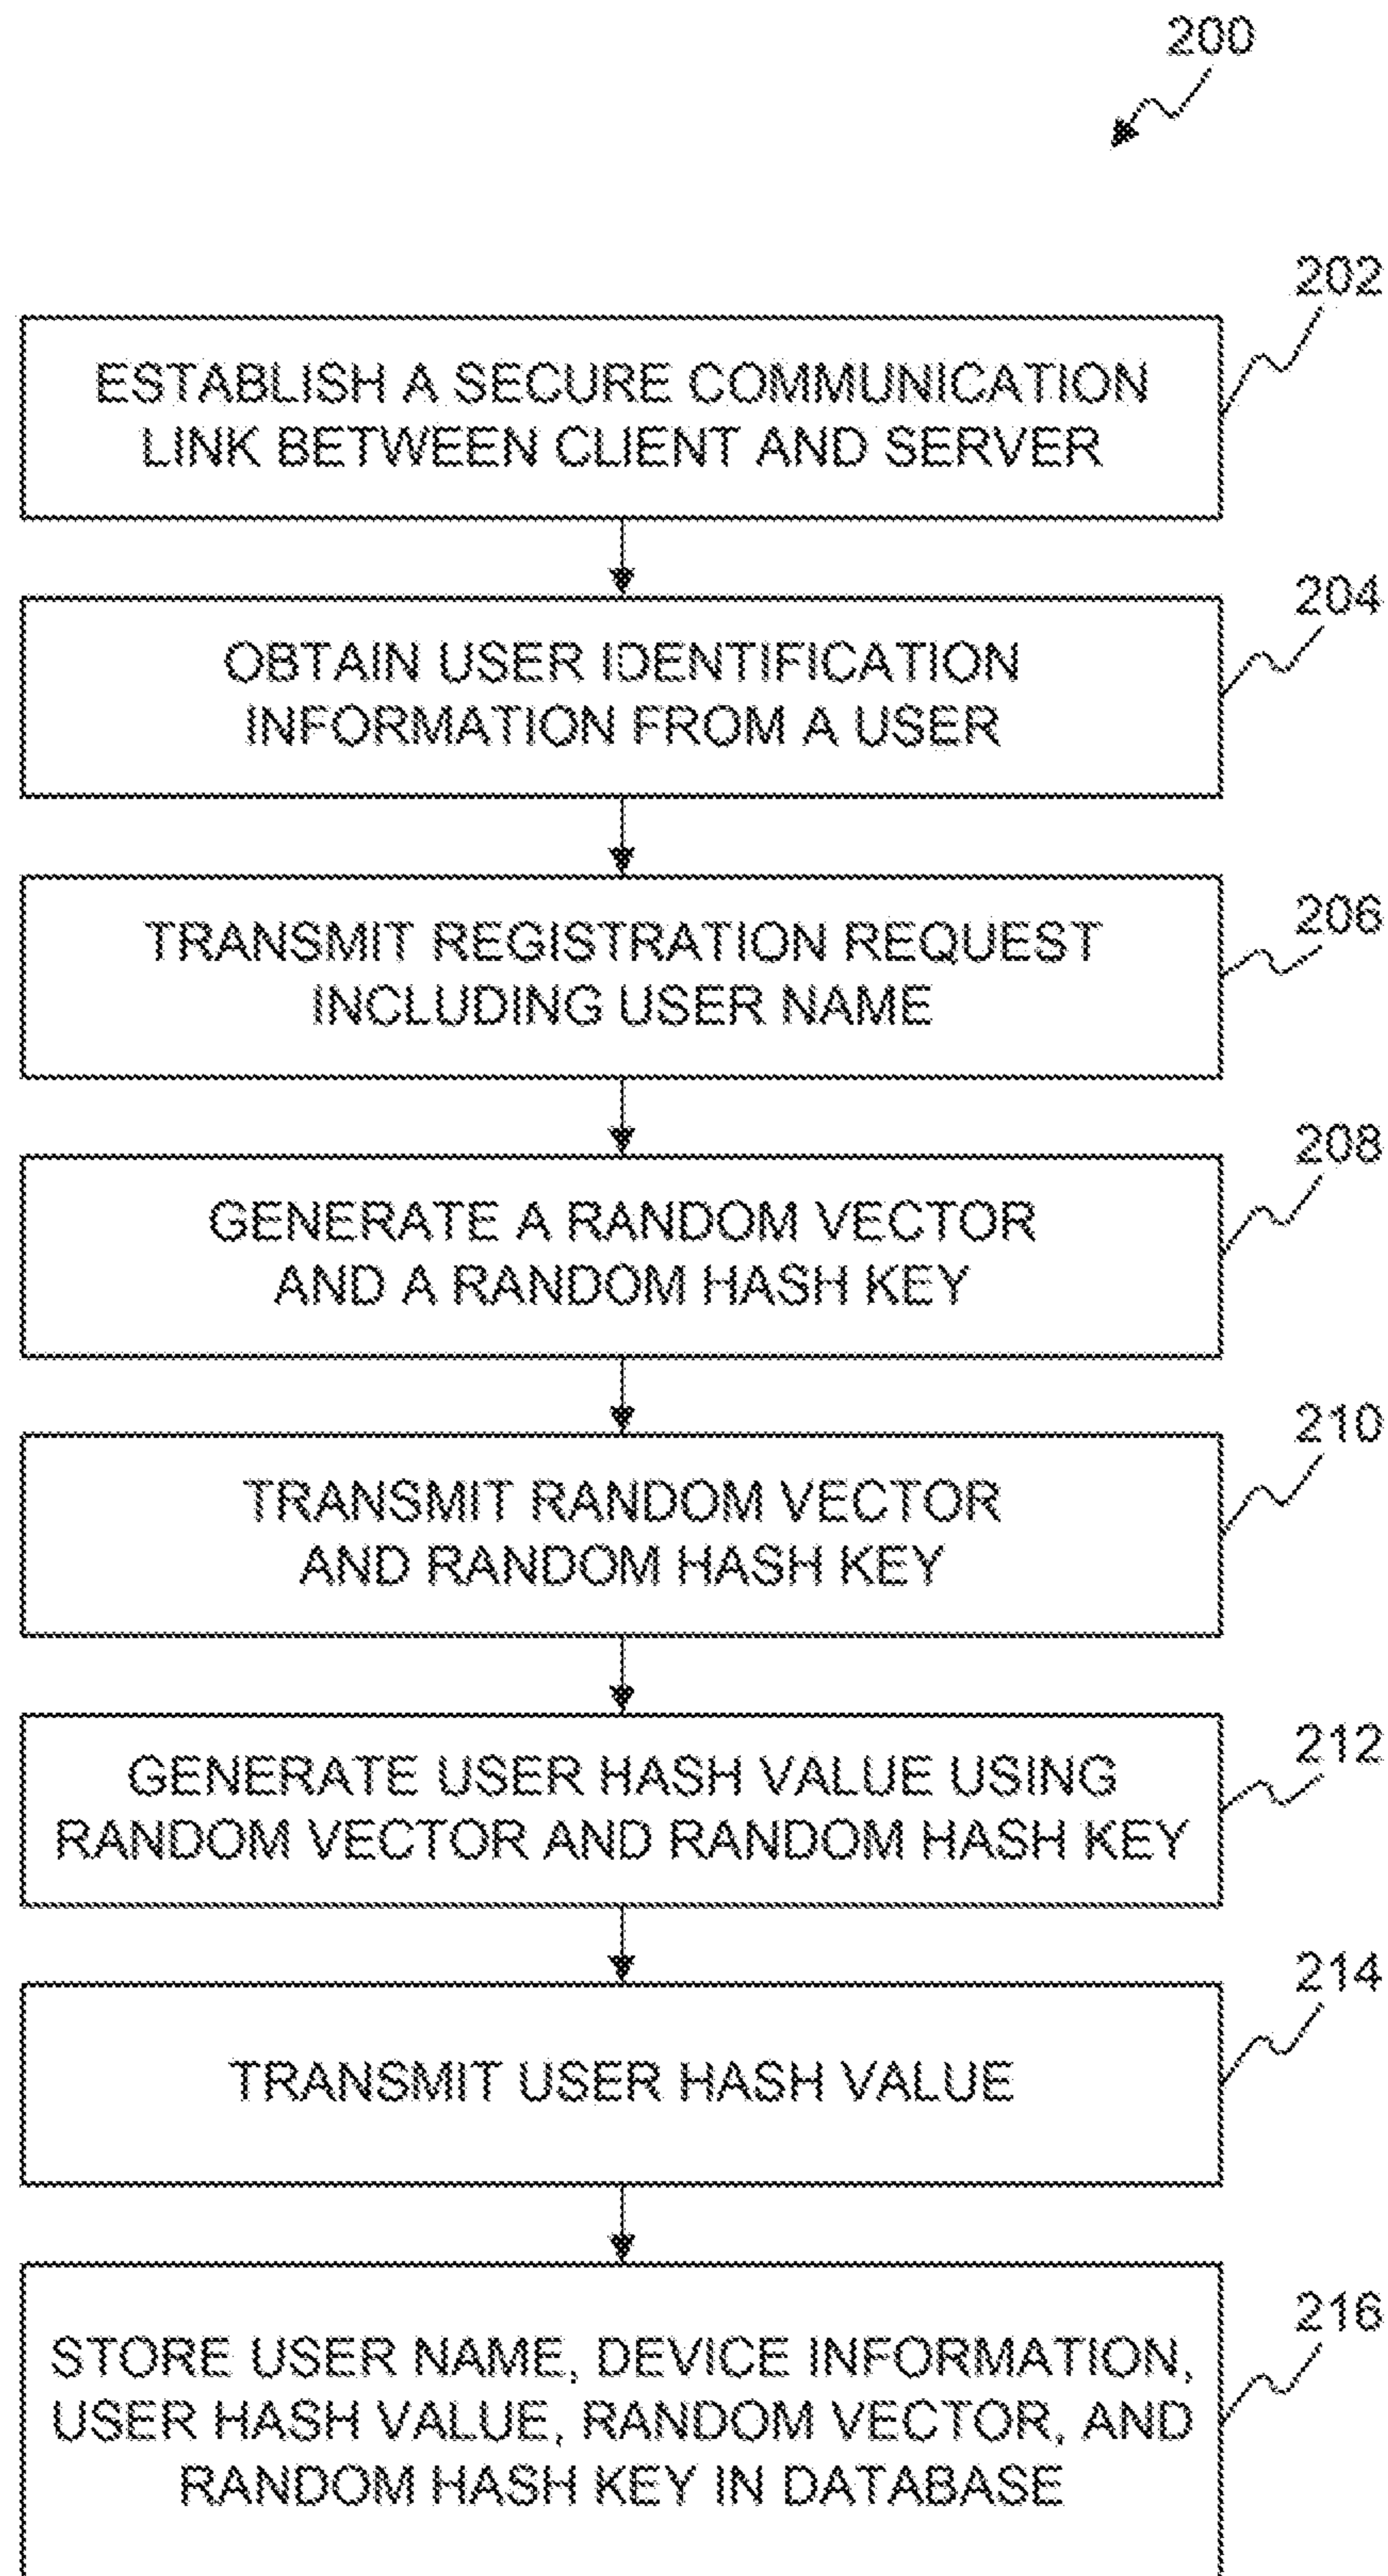 200
202
ESTABLISH A SECURE COMMUNICATION
LINK BETWEEN CLIENT AND SERVER
204
OBTAIN USER IDENTIFICATION
INFORMATION FROM A USER
206
TRANSMIT REGISTRATION REQUEST
INCLUDING USER NAME
208
GENERATE A RANDOM VECTOR
AND A RANDOM HASH KEY
210
TRANSMIT RANDOM VECTOR
AND RANDOM HASH KEY
212
GENERATE USER HASH VALUE USING
RANDOM VECTOR AND RANDOM HASH KEY
214
TRANSMIT USER HASH VALUE
216
STORE USER NAME, DEVICE INFORMATION,
USER HASH VALUE, RANDOM VECTOR, AND
RANDOM HASH KEY IN DATABASE